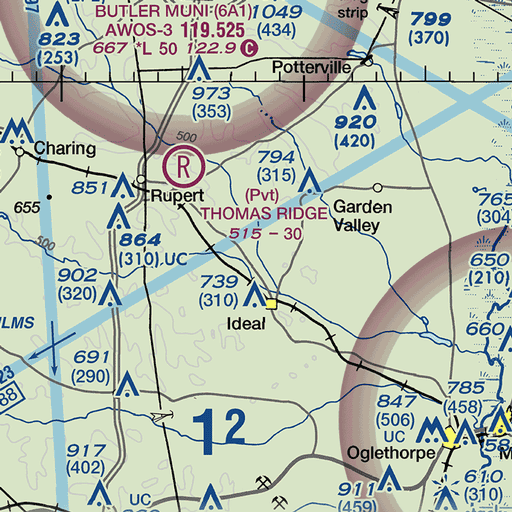 BUTLER MUNI (6A1)
AWOS-3 119.525
667 *L 50 122.9 C
1049
(434)
strip
799
(370)
823
(253)
Potterville
973
(353)
920
(420)
500
Charing
R
794
(315)
851
Rupert
(Pvt)
THOMAS RIDGE
515 - 30
Garden
Valley
765
(304)
655
864
(310) UC
500
902
(320)
739
(310)
Ideal
650
(210)
660
691
(290)
88
12
847
(506)
UC
785
(458)
Oglethorpe
917
(402)
UC
911
(459)
610
(310)